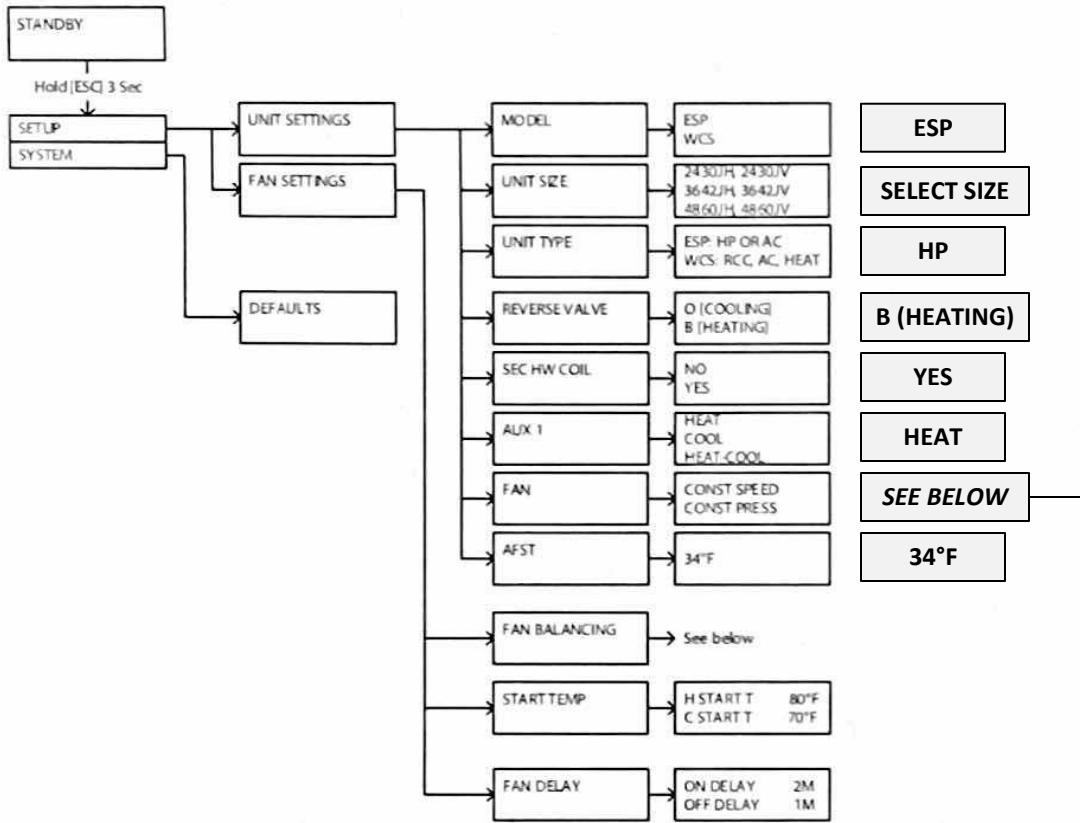 STANDBY
Hold [ESC] 3 Sec
SETUP
SYSTEM
UNIT SETTINGS
FAN SETTINGS
DEFAULTS
MODEL
ESP
WCS
ESP
UNIT SIZE
2430JH, 2430JV
3642JH, 3642JV
4860JH, 4860JV
SELECT SIZE
UNIT TYPE
ESP: HP OR AC
WCS: RCC, AC, HEAT
HP
REVERSE VALVE
O [COOLING]
B [HEATING]
B (HEATING)
SEC HW COIL
NO
YES
YES
AUX 1
HEAT
COOL
HEAT-COOL
HEAT
FAN
CONST SPEED
CONST PRESS
SEE BELOW
AFST
34°F
34°F
FAN BALANCING
See below
START TEMP
H START T 80°F
C START T 70°F
FAN DELAY
ON DELAY 2M
OFF DELAY 1M